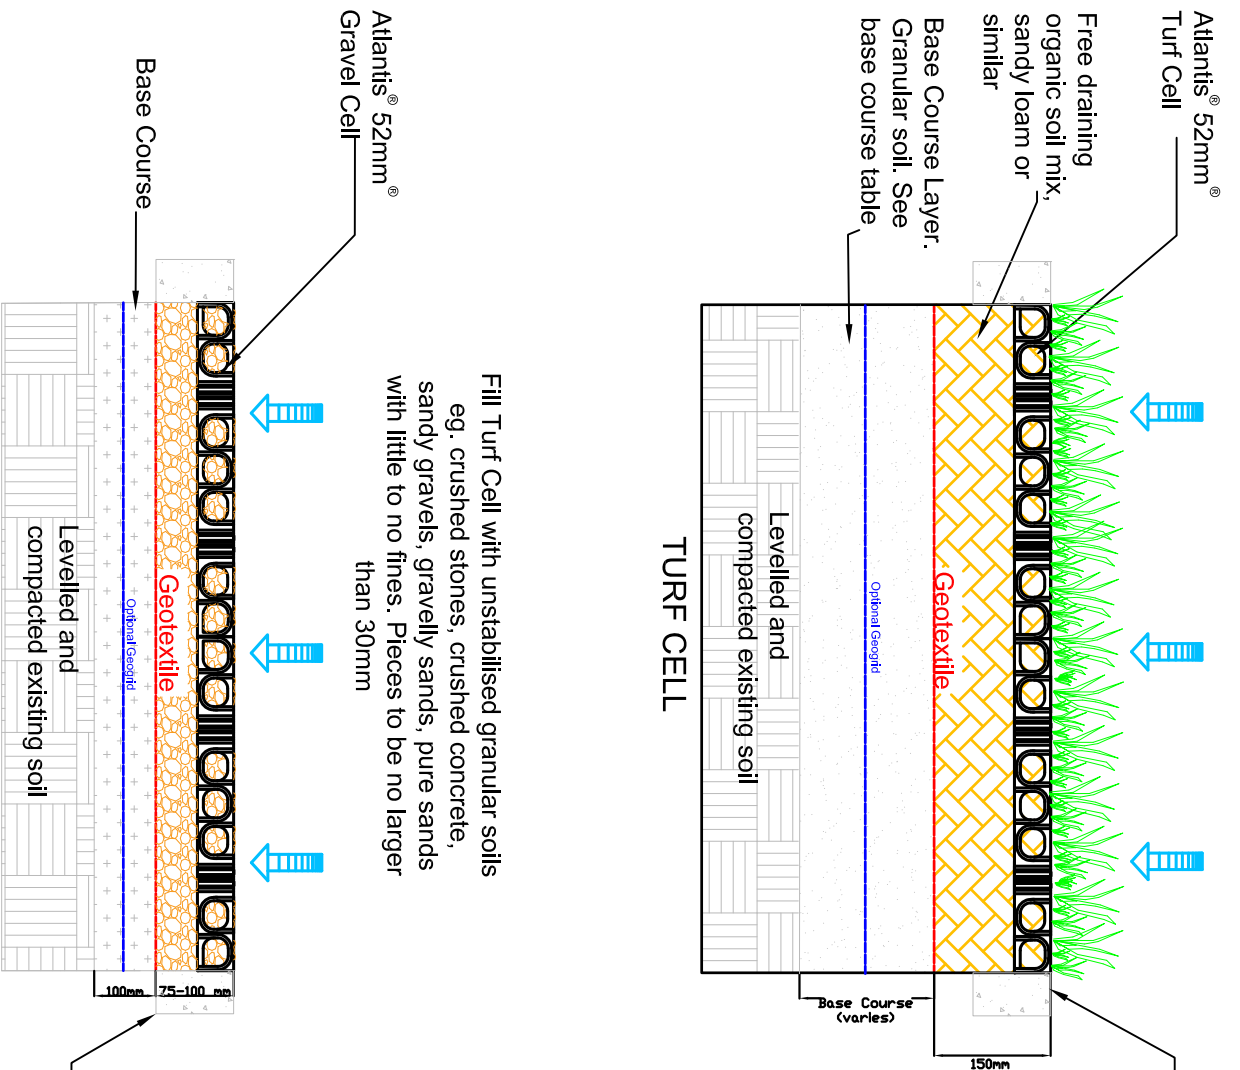 Atlantis® 52mm®
Turf Cell
Free draining
organic soil mix,
sandy loam or
similar
Base Course Layer.
Granular soil. See
base course table
Geotextile
Optional Geogrid
Levelled and
compacted existing soil
Base Course
(varies)
150mm
TURF CELL
Fill Turf Cell with unstabilised granular soils
eg. crushed stones, crushed concrete,
sandy gravels, gravelly sands, pure sands
with little to no fines. Pieces to be no larger
than 30mm
Atlantis® 52mm®
Gravel Cell
Base Course
Geotextile
Optional Geogrid
Levelled and
compacted existing soil
75-100 mm
100mm